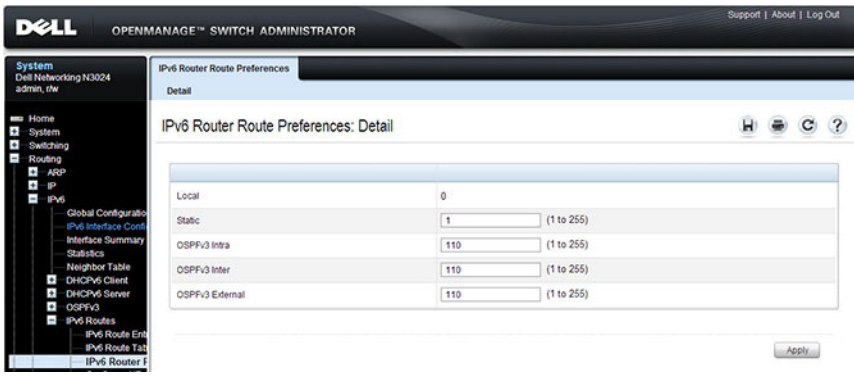 Support | About | Log Out
DELL
OPENMANAGE™ SWITCH ADMINISTRATOR
System
Dell Networking N3024
admin, r/w
IPv6 Router Route Preferences
Detail
Home
System
Switching
Routing
ARP
IP
IPv6
Global Configuratio
IPv6 Interface Confi
Interface Summary
Statistics
Neighbor Table
DHCPv6 Client
DHCPv6 Server
OSPFv3
IPv6 Routes
IPv6 Route Ent
IPv6 Route Tab
IPv6 Router P
IPv6 Router Route Preferences: Detail
H
C
?
Local 0
Static 1 (1 to 255)
OSPFv3 Intra 110 (1 to 255)
OSPFv3 Inter 110 (1 to 255)
OSPFv3 External 110 (1 to 255)
Apply